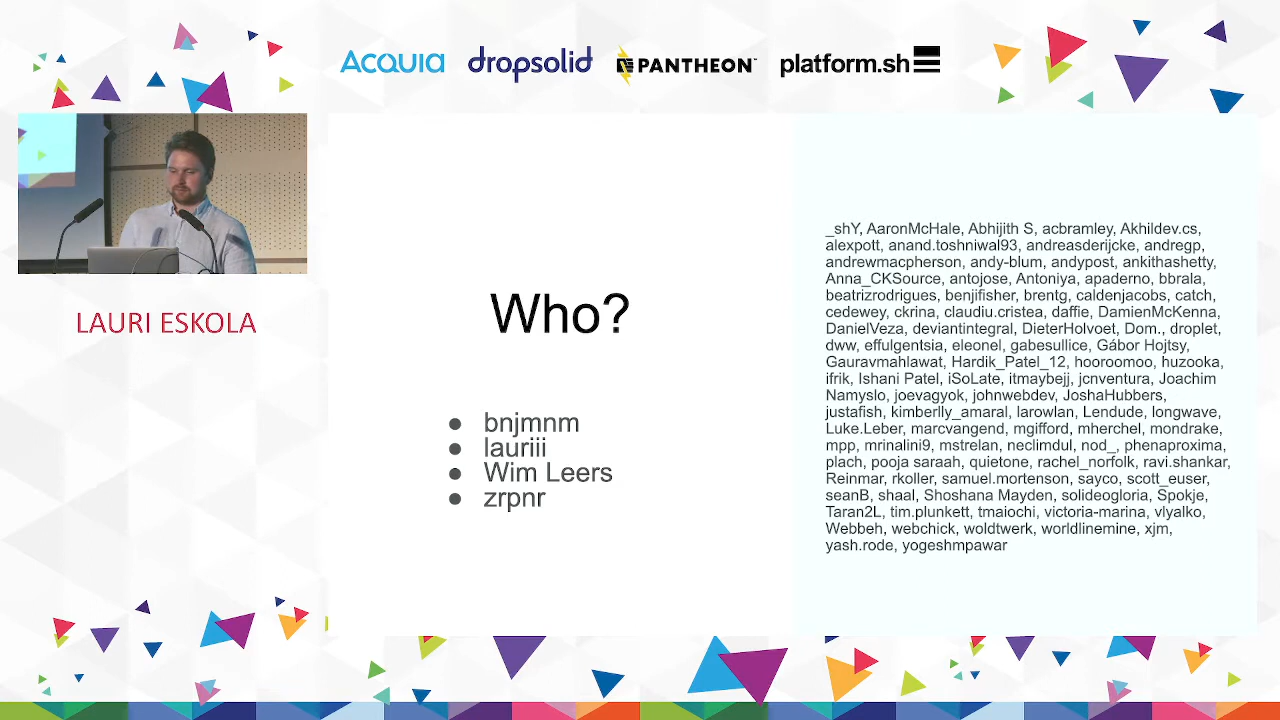 Acquia
dropsolid
PANTHEON
platform.sh
LAURI ESKOLA
Who?
● bnjmnm
● lauriii
● Wim Leers
● zrpnr
_shY, AaronMcHale, Abhijith S, acbramley, Akhildev.cs,
alexpott, anand.toshniwal93, andreasderijcke, andregp,
andrewmacpherson, andy-blum, andypost, ankithashetty,
Anna_CKSource, antojose, Antoniya, apaderno, bbrala,
beatrizrodrigues, benjifisher, brentg, caldenjacobs, catch,
cedewey, ckrina, claudiu.cristea, daffie, DamienMcKenna,
DanielVeza, deviantintegral, DieterHolvoet, Dom., droplet,
dww, effulgentsia, eleonel, gabesullice, Gábor Hojtsy,
Gauravmahlawat, Hardik_Patel_12, hooroomoo, huzooka,
ifrik, Ishani Patel, iSoLate, itmaybejj, jcnventura, Joachim
Namyslo, joevagyok, johnwebdev, JoshaHubbers,
justafish, kimberlly_amaral, larowlan, Lendude, longwave,
Luke.Leber, marcvangend, mgifford, mherchel, mondrake,
mpp, mrinalini9, mstrelan, neclimdul, nod_, phenaproxima,
plach, pooja saraah, quietone, rachel_norfolk, ravi.shankar,
Reinmar, rkoller, samuel.mortenson, sayco, scott_euser,
seanB, shaal, Shoshana Mayden, solideogloria, Spokje,
Taran2L, tim.plunkett, tmaiochi, victoria-marina, vlyalko,
Webbeh, webchick, woldtwerk, worldlinemine, xjm,
yash.rode, yogeshmpawar